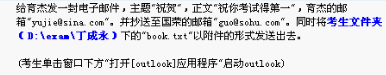 给育杰发一封电子邮件，主题"祝贺"，正文"祝你考试得第一"，育杰的邮
箱"yujie@sina.com"。并抄送至国荣的邮箱"guo@sohu.com"。同时将考生文件夹
（D:\exam\丁成永）下的"book.txt"以附件的形式发送出去。
(考生单击窗口下方"打开[outlook]应用程序"启动outlook)